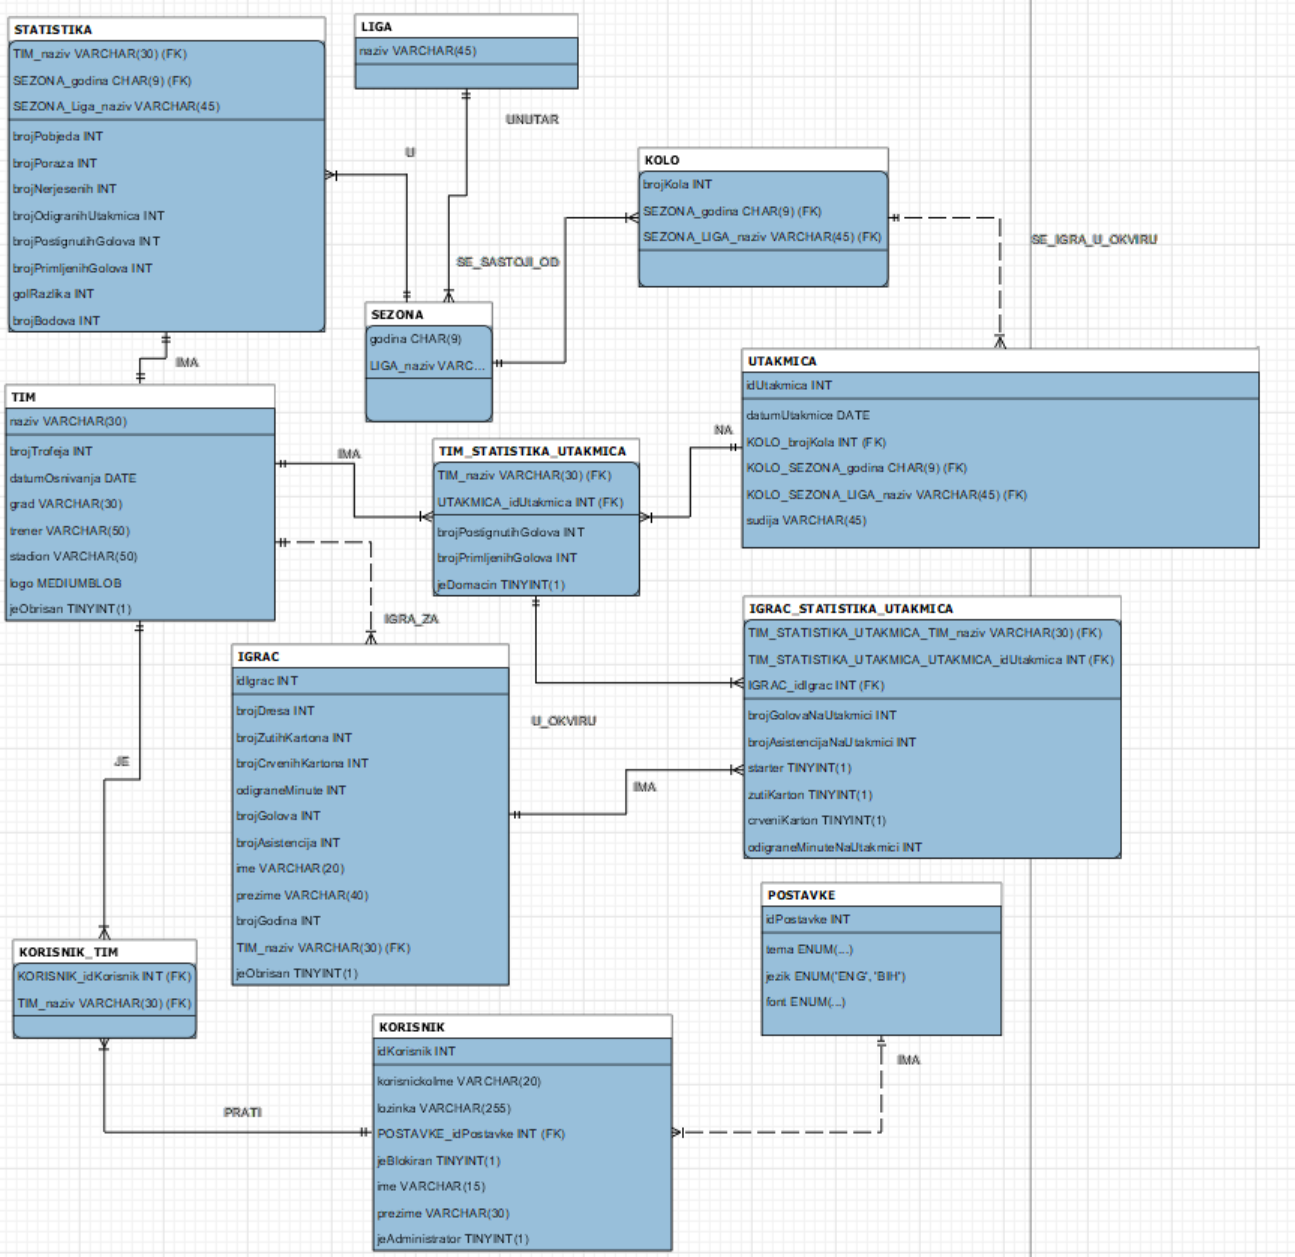 STATISTIKA
TIM_naziv VARCHAR(30) (FK)
SEZONA_godina CHAR(9) (FK)
SEZONA_Liga_naziv VARCHAR(45)
brojPobjeda INT
brojPoraza INT
brojNerjesenih INT
brojOdigranihUtakmica INT
brojPostignutihGolova INT
brojPrimljenihGolova INT
golRazlika INT
brojBodova INT
LIGA
naziv VARCHAR(45)
UNUTAR
U
KOLO
brojKola INT
SEZONA_godina CHAR(9) (FK)
SEZONA_LIGA_naziv VARCHAR(45) (FK)
SE_IGRA_U_OKVIRU
SE_SASTOJI_OD
SEZONA
godina CHAR(9)
LIGA_naziv VARC...
IMA
UTAKMICA
idUtakmica INT
datumUtakmice DATE
KOLO_brojKola INT (FK)
KOLO_SEZONA_godina CHAR(9) (FK)
KOLO_SEZONA_LIGA_naziv VARCHAR(45) (FK)
sudija VARCHAR(45)
TIM
naziv VARCHAR(30)
brojTrofeja INT
datumOsnivanja DATE
grad VARCHAR(30)
trener VARCHAR(50)
stadion VARCHAR(50)
logo MEDIUMBLOB
jeObrisan TINYINT(1)
IMA
NA
TIM_STATISTIKA_UTAKMICA
TIM_naziv VARCHAR(30) (FK)
UTAKMICA_idUtakmica INT (FK)
brojPostignutihGolova INT
brojPrimljenihGolova INT
jeDomacin TINYINT(1)
IGRA_ZA
IGRAC_STATISTIKA_UTAKMICA
TIM_STATISTIKA_UTAKMICA_TIM_naziv VARCHAR(30) (FK)
TIM_STATISTIKA_UTAKMICA_UTAKMICA_idUtakmica INT (FK)
IGRAC_idIgrac INT (FK)
brojGolovaNaUtakmici INT
brojAsistencijaNaUtakmici INT
starter TINYINT(1)
zutiKarton TINYINT(1)
crveniKarton TINYINT(1)
odigraneMinuteNaUtakmici INT
IGRAC
idIgrac INT
brojDresa INT
brojZutihKartona INT
brojCrvenihKartona INT
odigraneMinute INT
brojGolova INT
brojAsistencija INT
ime VARCHAR(20)
prezime VARCHAR(40)
brojGodina INT
TIM_naziv VARCHAR(30) (FK)
jeObrisan TINYINT(1)
U_OKVIRU
IMA
JE
POSTAVKE
idPostavke INT
tema ENUM(...)
jezik ENUM('ENG', 'BIH')
font ENUM(...)
IMA
KORISNIK_TIM
KORISNIK_idKorisnik INT (FK)
TIM_naziv VARCHAR(30) (FK)
PRATI
KORISNIK
idKorisnik INT
korisnickoIme VARCHAR(20)
lozinka VARCHAR(255)
POSTAVKE_idPostavke INT (FK)
jeBlokiran TINYINT(1)
ime VARCHAR(15)
prezime VARCHAR(30)
jeAdministrator TINYINT(1)